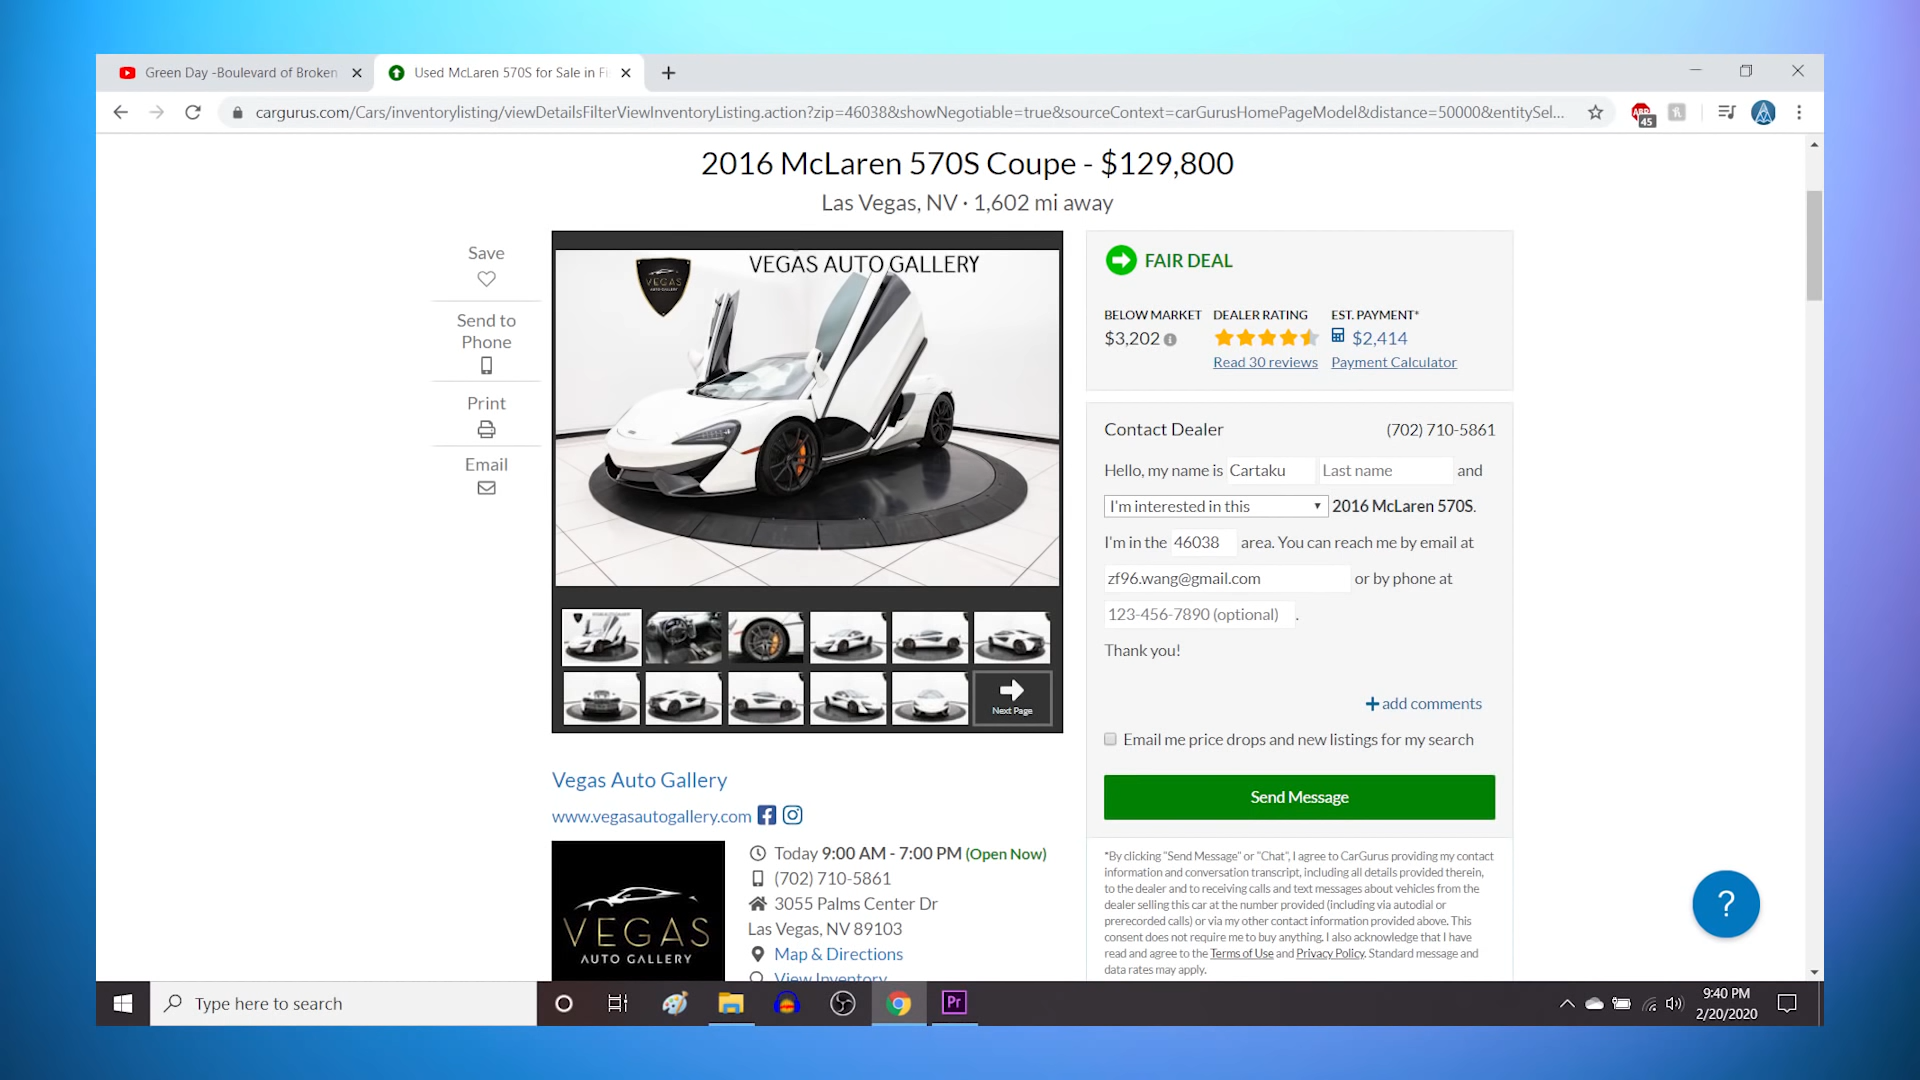 Green Day -Boulevard of Broken
Used McLaren 570S for Sale in Fi
cargurus.com/Cars/inventorylisting/viewDetailsFilterViewInventoryListing.action?zip=46038&showNegotiable=true&sourceContext=carGurusHomePageModel&distance=50000&entitySel...
ABP
45
2016 McLaren 570S Coupe - $129,800
Las Vegas, NV · 1,602 mi away
Save
Send to
Phone
Print
Email
VEGAS AUTO GALLERY
VEGAS
AUTO GALLERY
Next Page
FAIR DEAL
BELOW MARKET DEALER RATING EST. PAYMENT*
$3,202 $2,414
Read 30 reviews Payment Calculator
Contact Dealer (702) 710-5861
Hello, my name is Cartaku Last name and
I'm interested in this 2016 McLaren 570S.
I'm in the 46038 area. You can reach me by email at
zf96.wang@gmail.com or by phone at
123-456-7890 (optional) .
Thank you!
+ add comments
Email me price drops and new listings for my search
Send Message
*By clicking "Send Message" or "Chat", I agree to CarGurus providing my contact
information and conversation transcript, including all details provided therein,
to the dealer and to receiving calls and text messages about vehicles from the
dealer selling this car at the number provided (including via autodial or
prerecorded calls) or via my other contact information provided above. This
consent does not require me to buy anything. I also acknowledge that I have
read and agree to the Terms of Use and Privacy Policy. Standard message and
data rates may apply.
Vegas Auto Gallery
www.vegasautogallery.com
VEGAS
AUTO GALLERY
Today 9:00 AM - 7:00 PM (Open Now)
(702) 710-5861
3055 Palms Center Dr
Las Vegas, NV 89103
Map & Directions
View Inventory
?
Type here to search
Pr
9:40 PM
2/20/2020